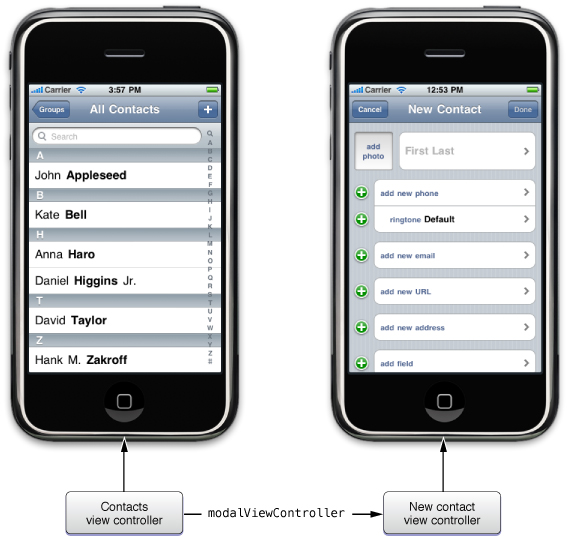 Carrier 3:57 PM
Groups All Contacts +
Search
A
John Appleseed
B
Kate Bell
H
Anna Haro
Daniel Higgins Jr.
T
David Taylor
Z
Hank M. Zakroff
A
B
C
D
E
F
G
H
I
J
K
L
M
N
O
P
Q
R
S
T
U
V
W
X
Y
Z
#
Carrier 12:53 PM
Cancel New Contact Done
add
photo
First Last
add new phone
ringtone Default
add new email
add new URL
add new address
add field
Contacts
view controller
modalViewController
New contact
view controller